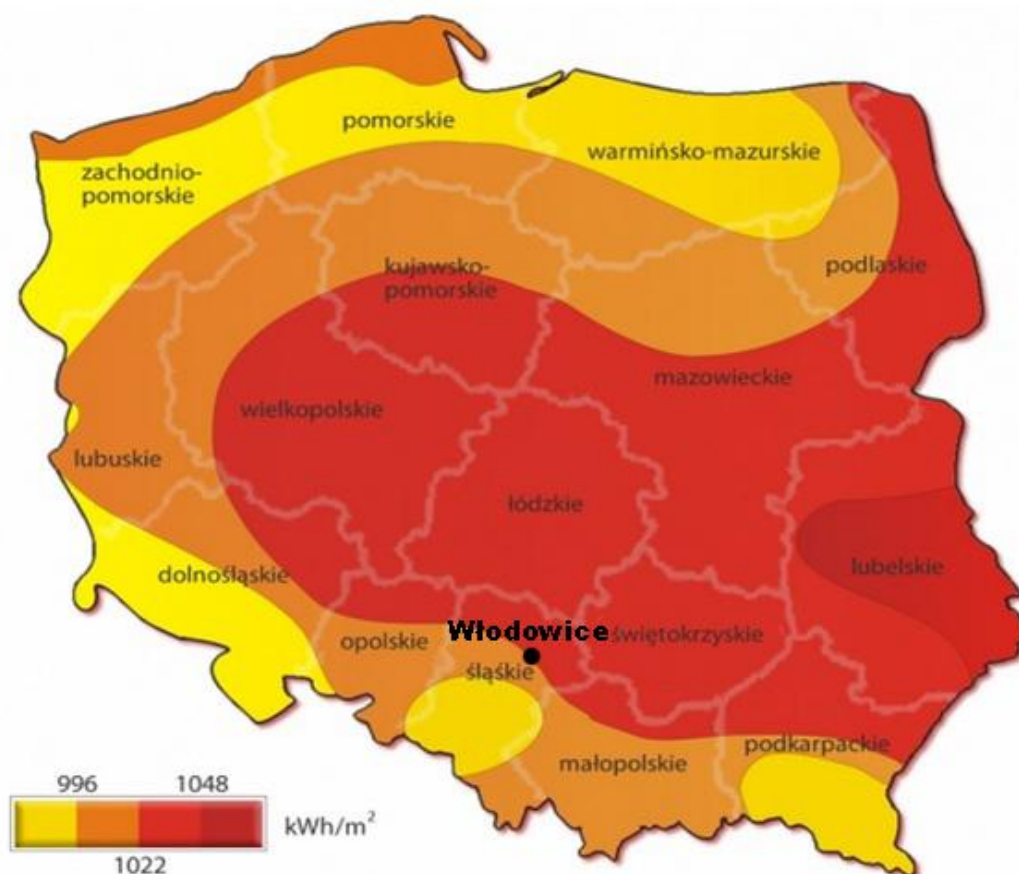 pomorskie
warmińsko-mazurskie
zachodnio-
pomorskie
podlaskie
kujawsko-
pomorskie
mazowieckie
wielkopolskie
lubuskie
łódzkie
lubelskie
dolnośląskie
Włodowice
świętokrzyskie
opolskie
śląśkie
podkarpackie
małopolskie
996 1048
kWh/m²
1022